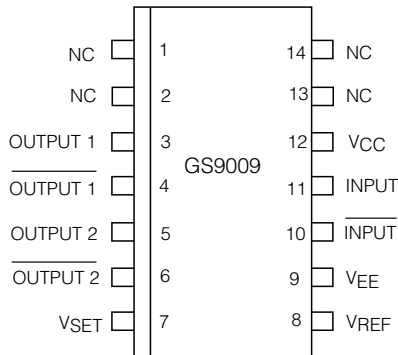 NC 1 14 NC
NC 2 13 NC
OUTPUT 1 3 12 VCC
GS9009
OUTPUT 1 4 11 INPUT
OUTPUT 2 5 10 INPUT
OUTPUT 2 6 9 VEE
VSET 7 8 VREF